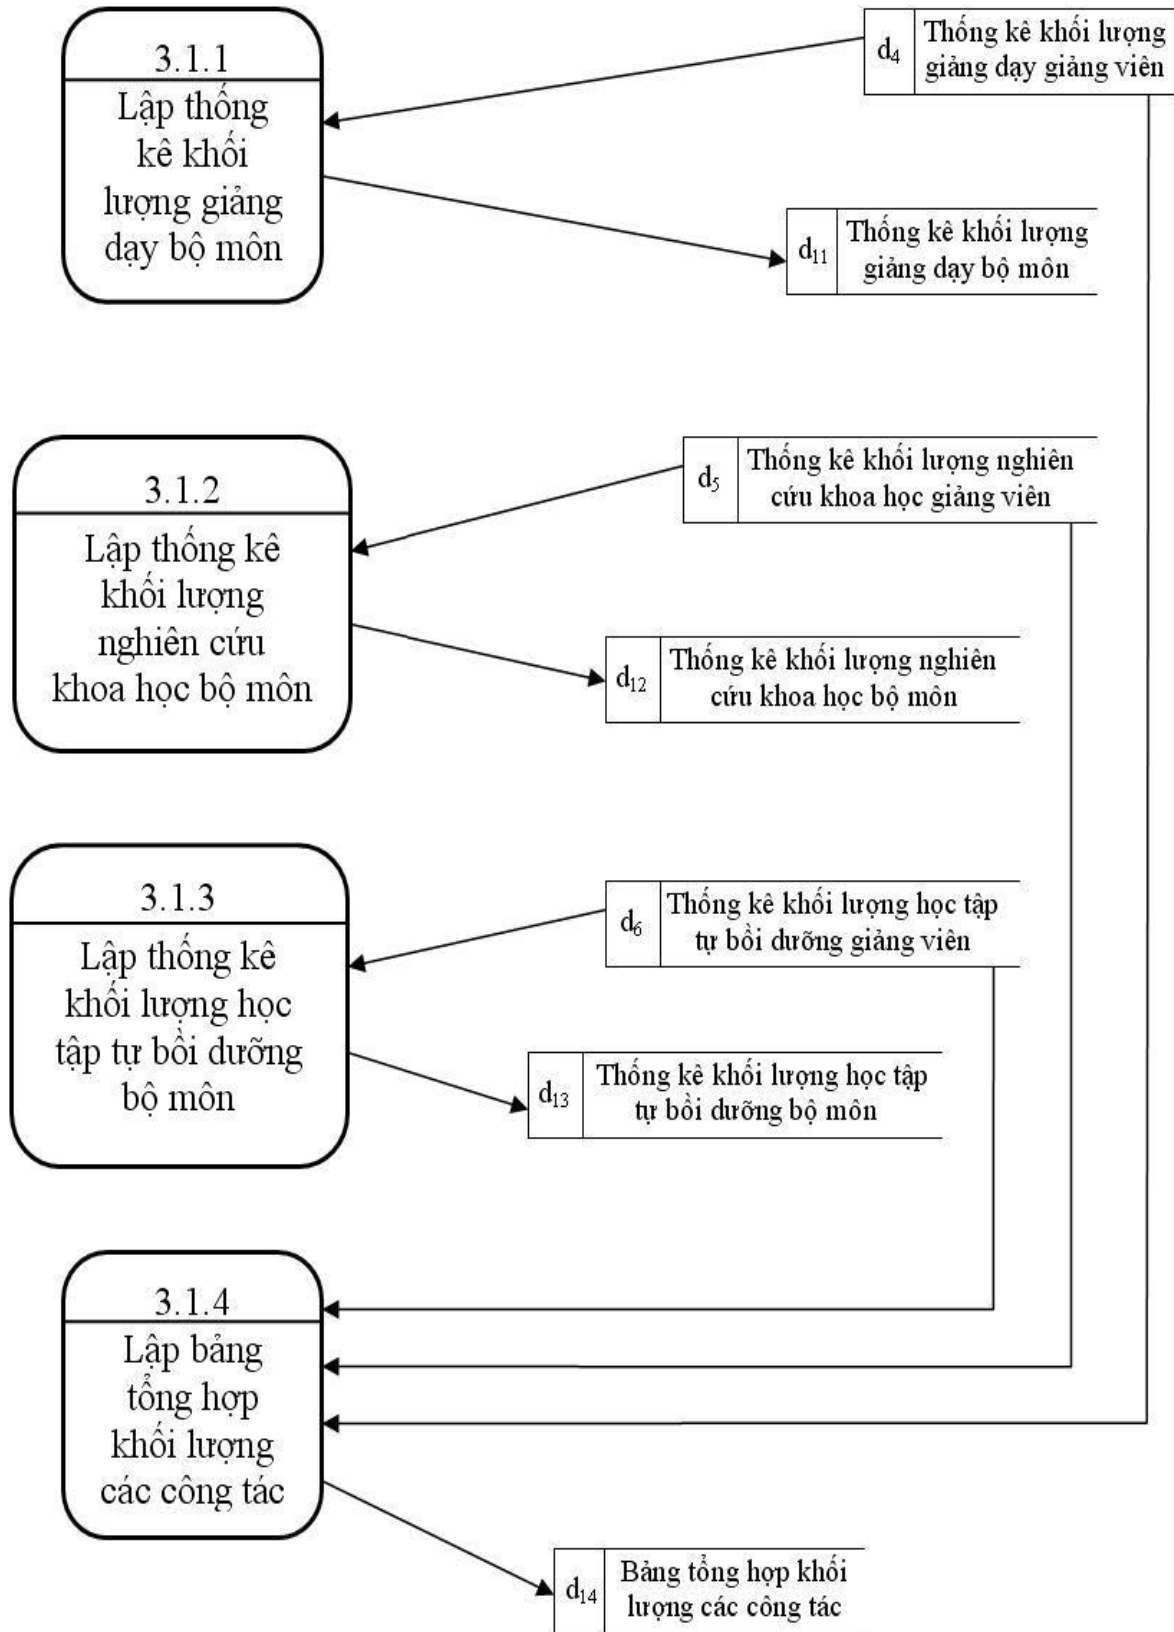 3.1.1
Lập thống
kê khối
lượng giảng
dạy bộ môn
d₄
Thống kê khối lượng
giảng dạy giảng viên
d₁₁
Thống kê khối lượng
giảng dạy bộ môn
3.1.2
Lập thống kê
khối lượng
nghiên cứu
khoa học bộ môn
d₅
Thống kê khối lượng nghiên
cứu khoa học giảng viên
d₁₂
Thống kê khối lượng nghiên
cứu khoa học bộ môn
3.1.3
Lập thống kê
khối lượng học
tập tự bồi dưỡng
bộ môn
d₆
Thống kê khối lượng học tập
tự bồi dưỡng giảng viên
d₁₃
Thống kê khối lượng học tập
tự bồi dưỡng bộ môn
3.1.4
Lập bảng
tổng hợp
khối lượng
các công tác
d₁₄
Bảng tổng hợp khối
lượng các công tác